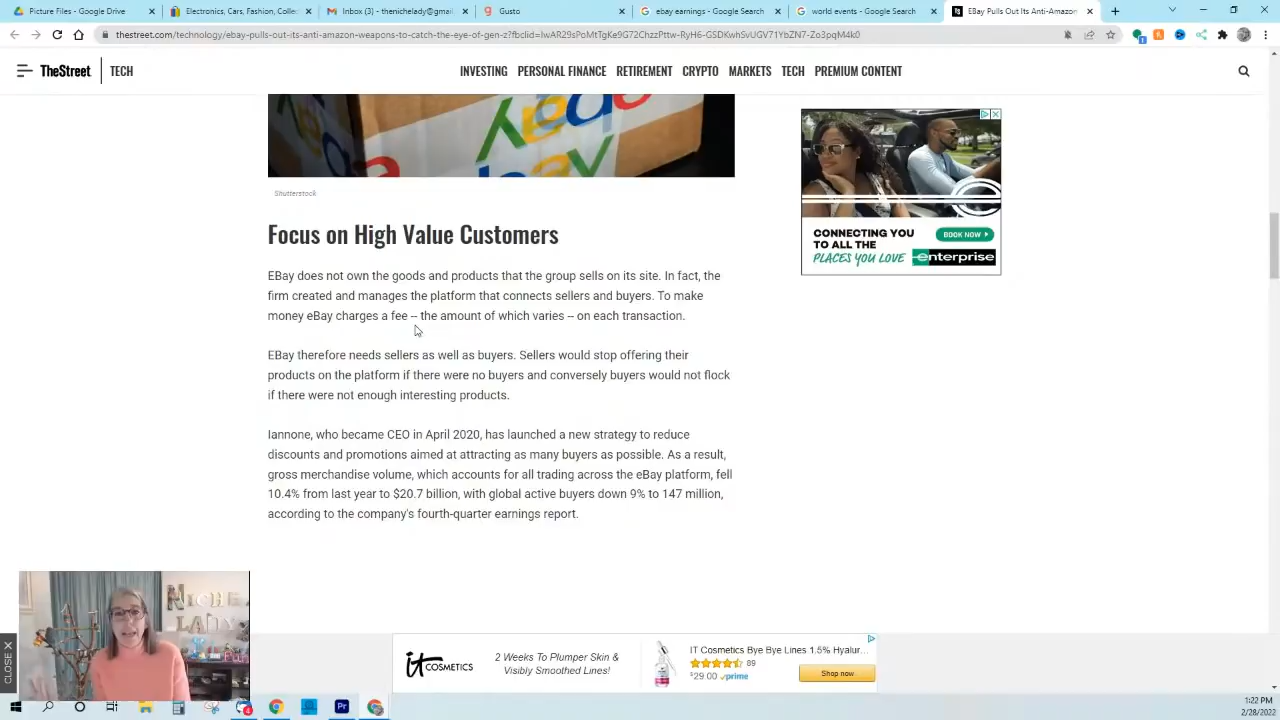 Picture - Google Drive
Electronics, Cars, Fashion, Collec
Inbox (3) - thenichelady@gmail
Gusto
ebay earnings - Google Search
world events - Google Search
EBay Pulls Out Its Anti-Amazon
thestreet.com/technology/ebay-pulls-out-its-anti-amazon-weapons-to-catch-the-eye-of-gen-z?fbclid=IwAR29sPoMtTgKe9G72ChzzPttw-RyH6-GSDKwhSvUGV71YbZN7-Zo3pqM4k0
TheStreet TECH
INVESTING PERSONAL FINANCE RETIREMENT CRYPTO MARKETS TECH PREMIUM CONTENT
Shutterstock
Focus on High Value Customers
EBay does not own the goods and products that the group sells on its site. In fact, the
firm created and manages the platform that connects sellers and buyers. To make
money eBay charges a fee -- the amount of which varies -- on each transaction.
EBay therefore needs sellers as well as buyers. Sellers would stop offering their
products on the platform if there were no buyers and conversely buyers would not flock
if there were not enough interesting products.
Iannone, who became CEO in April 2020, has launched a new strategy to reduce
discounts and promotions aimed at attracting as many buyers as possible. As a result,
gross merchandise volume, which accounts for all trading across the eBay platform, fell
10.4% from last year to $20.7 billion, with global active buyers down 9% to 147 million,
according to the company's fourth-quarter earnings report.
CONNECTING YOU
TO ALL THE
PLACES YOU LOVE
BOOK NOW
enterprise
NICHE
LADY
CLOSE X
iT COSMETICS
2 Weeks To Plumper Skin &
Visibly Smoothed Lines!
IT Cosmetics Bye Bye Lines 1.5% Hyalur...
89
$29.00 prime
Shop now
Pr
1:22 PM
2/28/2022